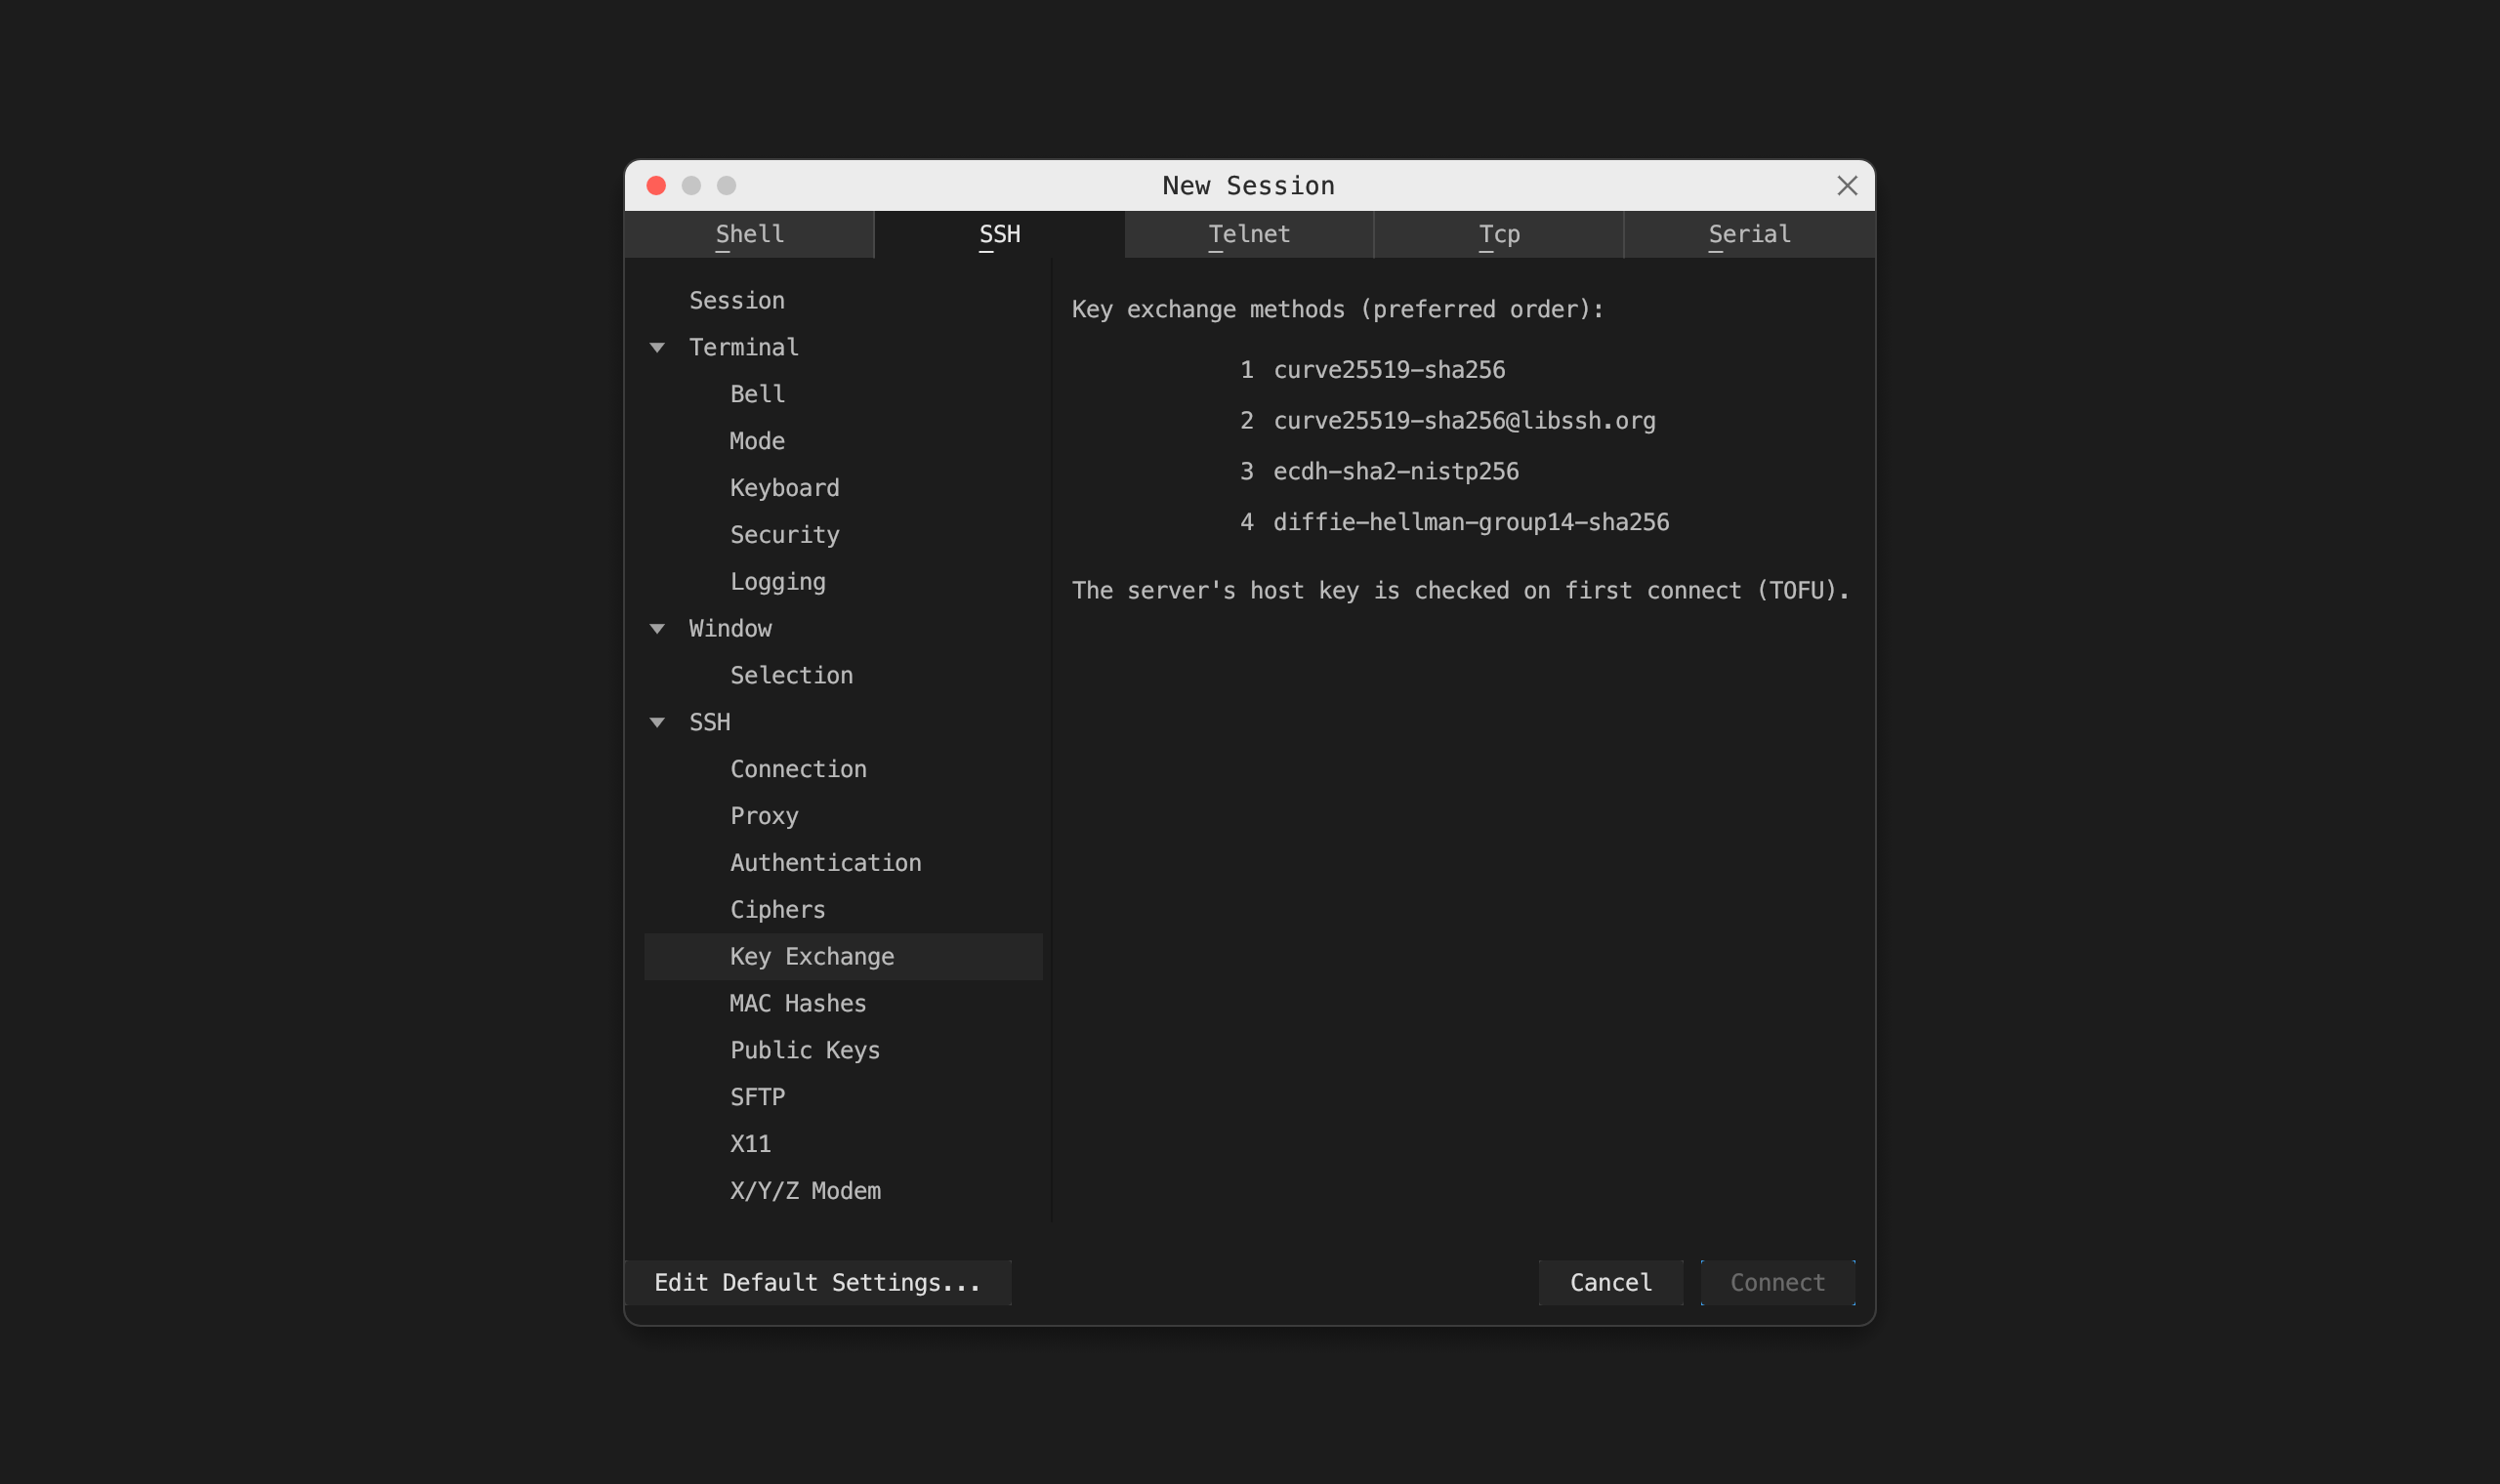 New Session
Shell SSH Telnet Tcp Serial
Session
Terminal
Bell
Mode
Keyboard
Security
Logging
Window
Selection
SSH
Connection
Proxy
Authentication
Ciphers
Key Exchange
MAC Hashes
Public Keys
SFTP
X11
X/Y/Z Modem
Key exchange methods (preferred order):
1 curve25519-sha256
2 curve25519-sha256@libssh.org
3 ecdh-sha2-nistp256
4 diffie-hellman-group14-sha256
The server's host key is checked on first connect (TOFU).
Edit Default Settings... Cancel Connect